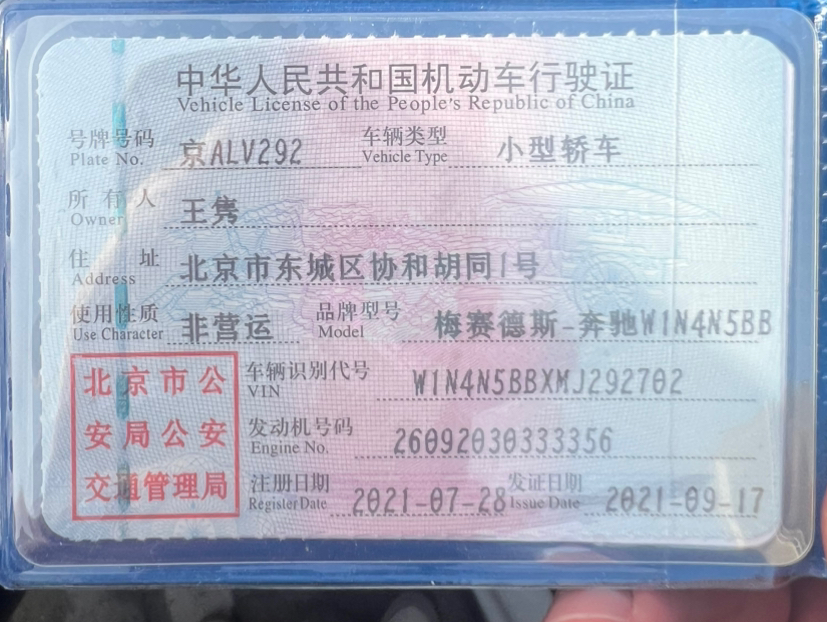 中华人民共和国机动车行驶证
Vehicle License of the People's Republic of China
号牌号码 京ALV292 车辆类型 小型轿车
Plate No. Vehicle Type
所有人 王隽
Owner
住址 北京市东城区协和胡同1号
Address
使用性质 非营运 品牌型号 梅赛德斯-奔驰W1N4N5BB
Use Character Model
北京市公
安局公安
交通管理局
车辆识别代号 W1N4N5BBXMJ292702
VIN
发动机号码 26092030333356
Engine No.
注册日期 2021-07-28 发证日期 2021-09-17
Register Date Issue Date